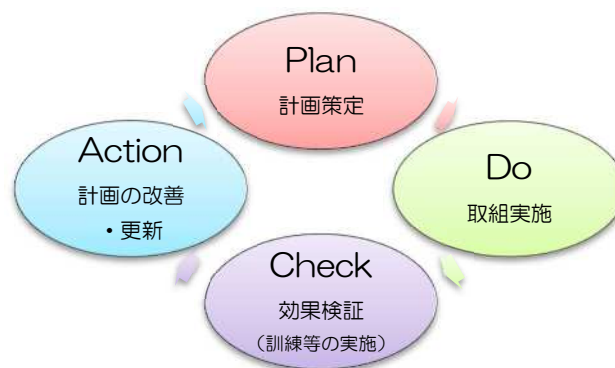 Plan
計画策定
Do
取組実施
Check
効果検証
（訓練等の実施）
Action
計画の改善
・更新